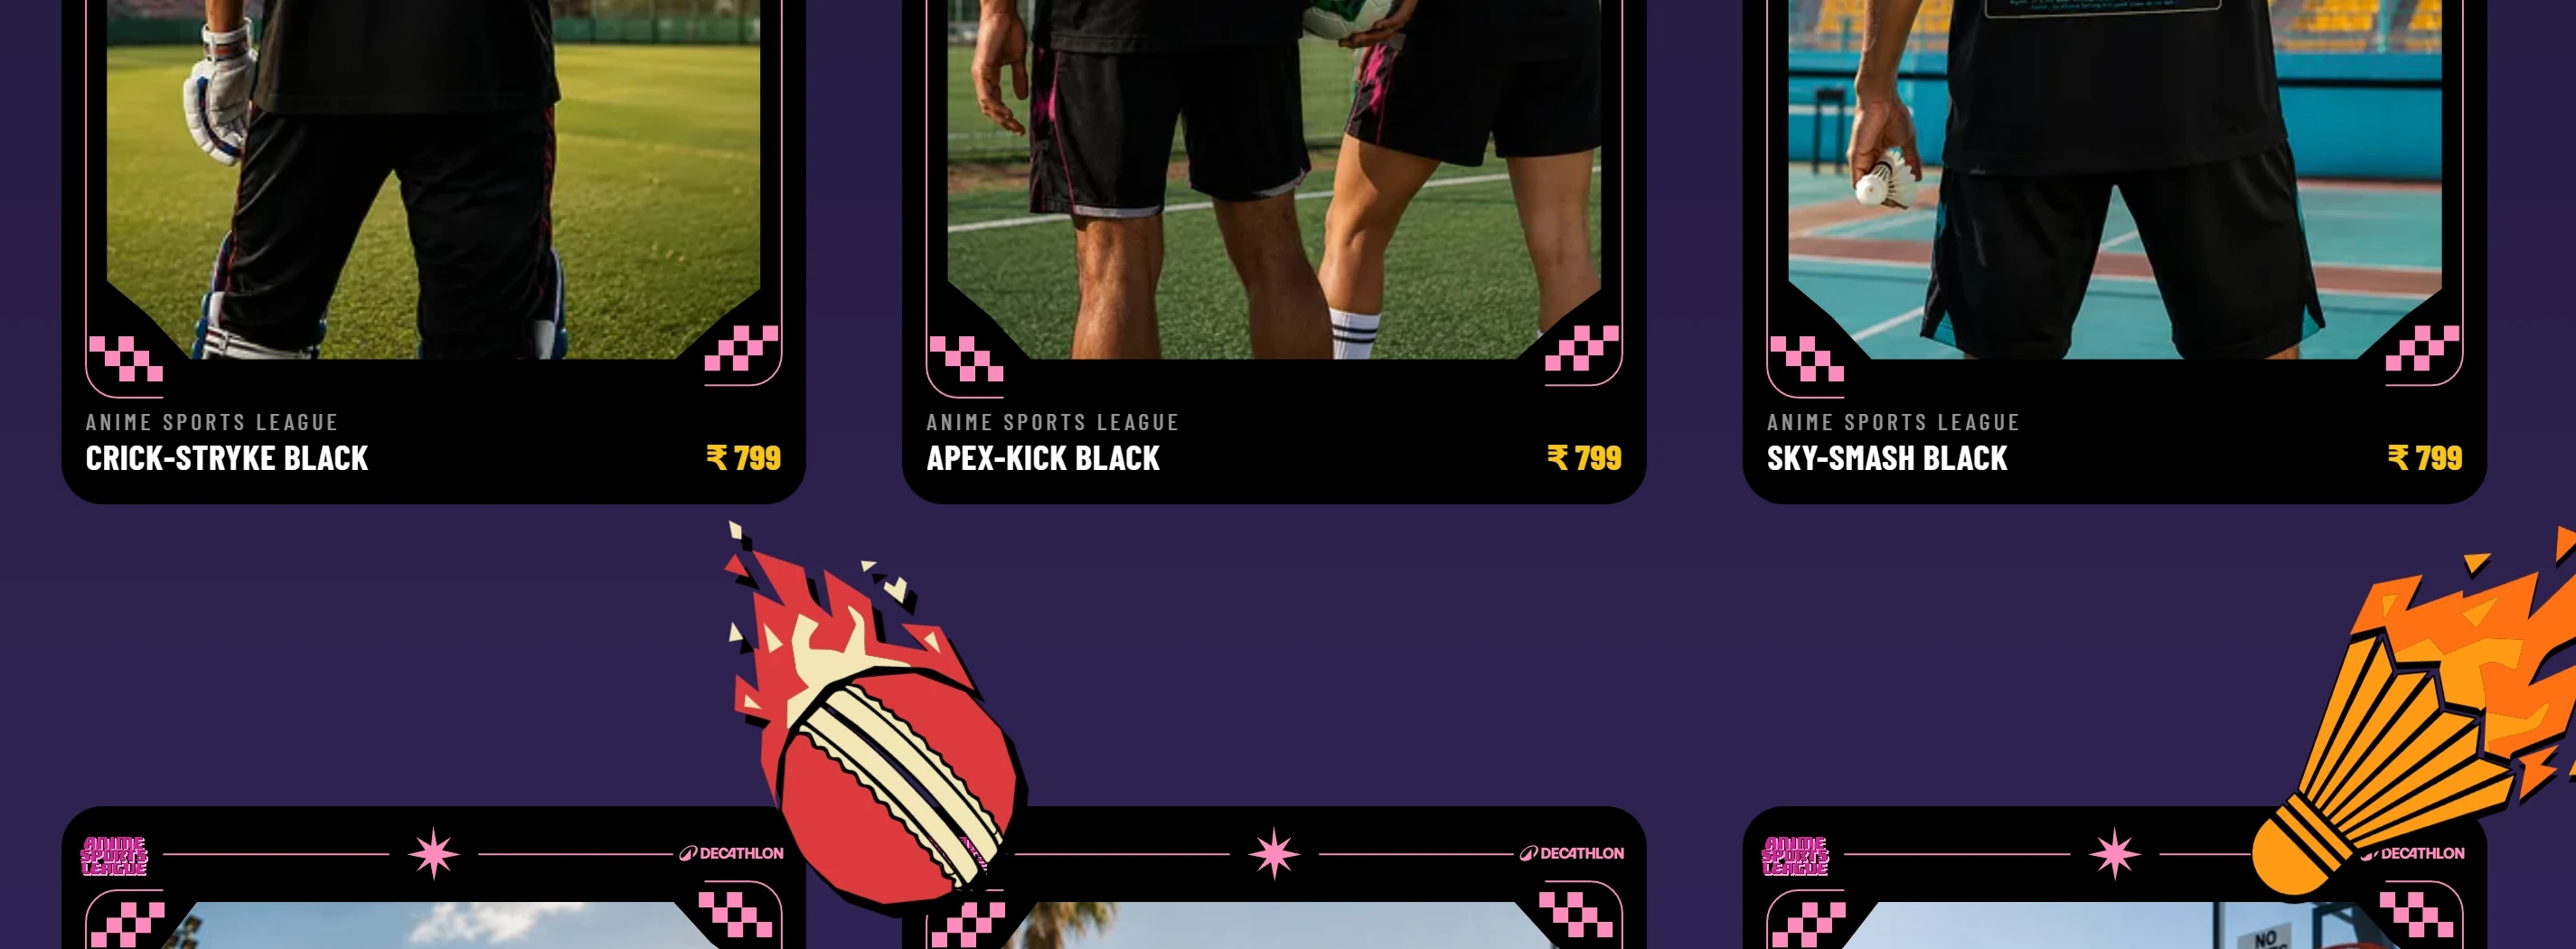 ANIME SPORTS LEAGUE
CRICK-STRYKE BLACK
₹ 799
ANIME SPORTS LEAGUE
APEX-KICK BLACK
₹ 799
ANIME SPORTS LEAGUE
SKY-SMASH BLACK
₹ 799
ANIME
SPORTS
LEAGUE
DECATHLON
DECATHLON
ANIME
SPORTS
LEAGUE
DECATHLON
NO